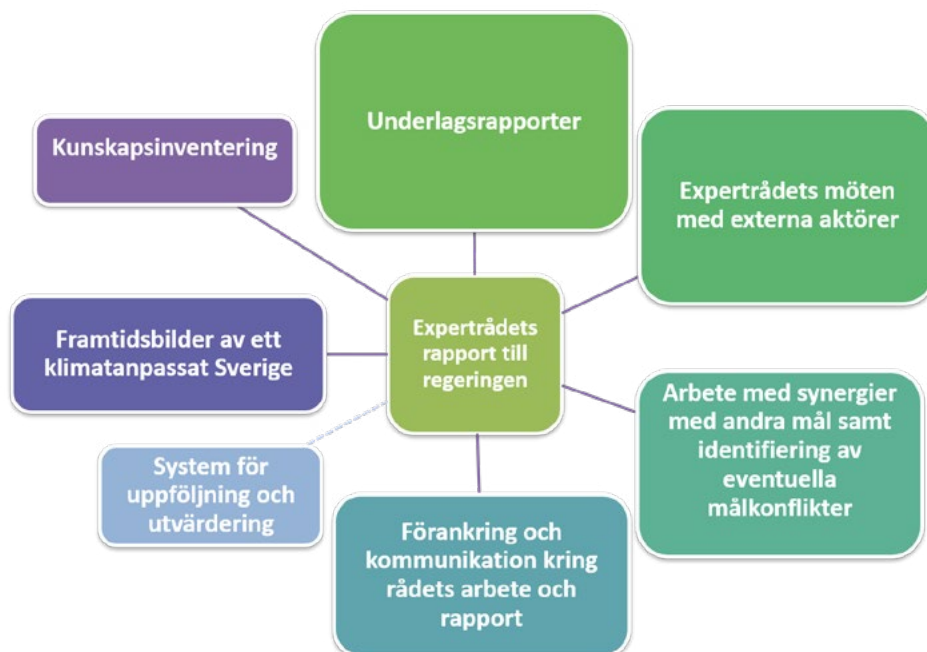 Underlagsrapporter
Kunskapsinventering
Expertrådets möten
med externa aktörer
Framtidsbilder av ett
klimatanpassat Sverige
Expertrådets
rapport till
regeringen
Arbete med synergier
med andra mål samt
identifiering av
eventuella
målkonflikter
System för
uppföljning och
utvärdering
Förankring och
kommunikation kring
rådets arbete och
rapport